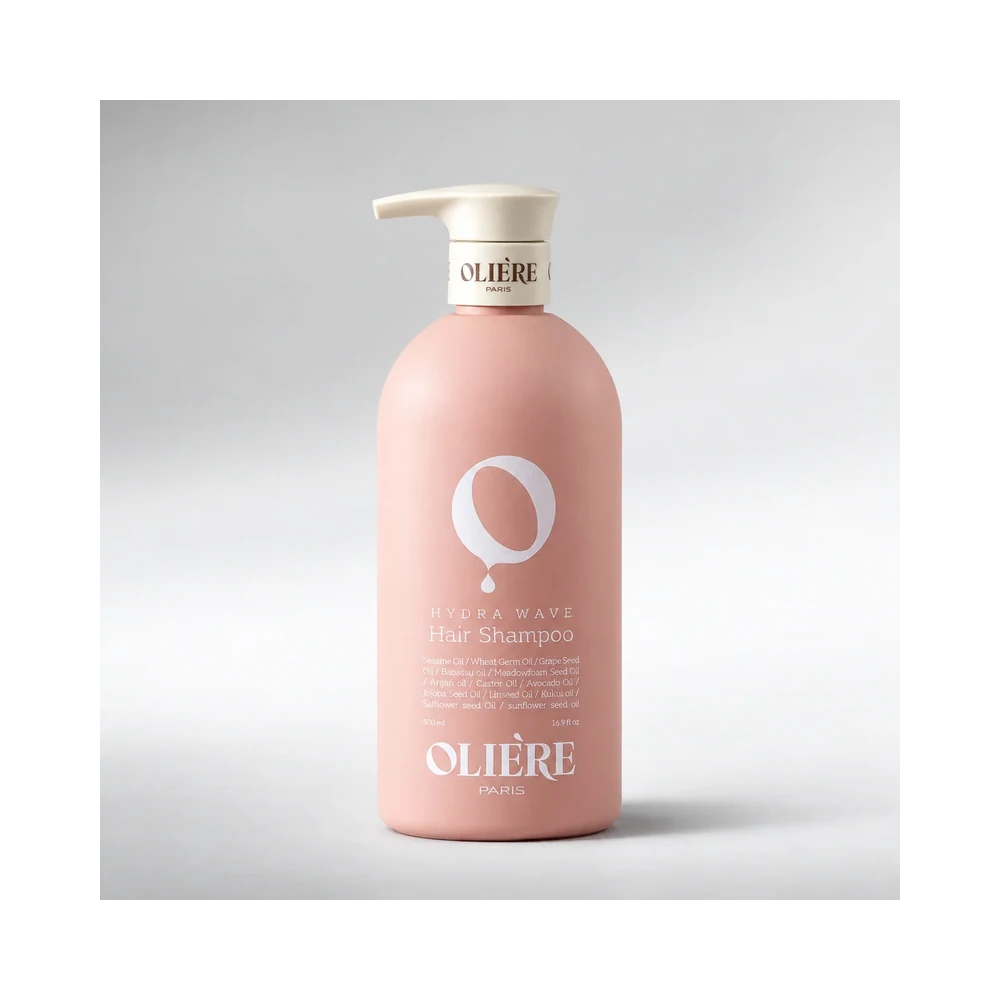 OLIÈRE
PARIS
HYDRA WAVE
Hair Shampoo
Sesame Oil / Wheat Germ Oil / Grape Seed
Oil / Babassu oil / Meadowfoam Seed Oil
/ Argan oil / Castor Oil / Avocado Oil /
Jojoba Seed Oil / Linseed Oil / Kukui oil /
Safflower seed Oil / sunflower seed oil
500 ml 16.9 fl oz
OLIÈRE
PARIS